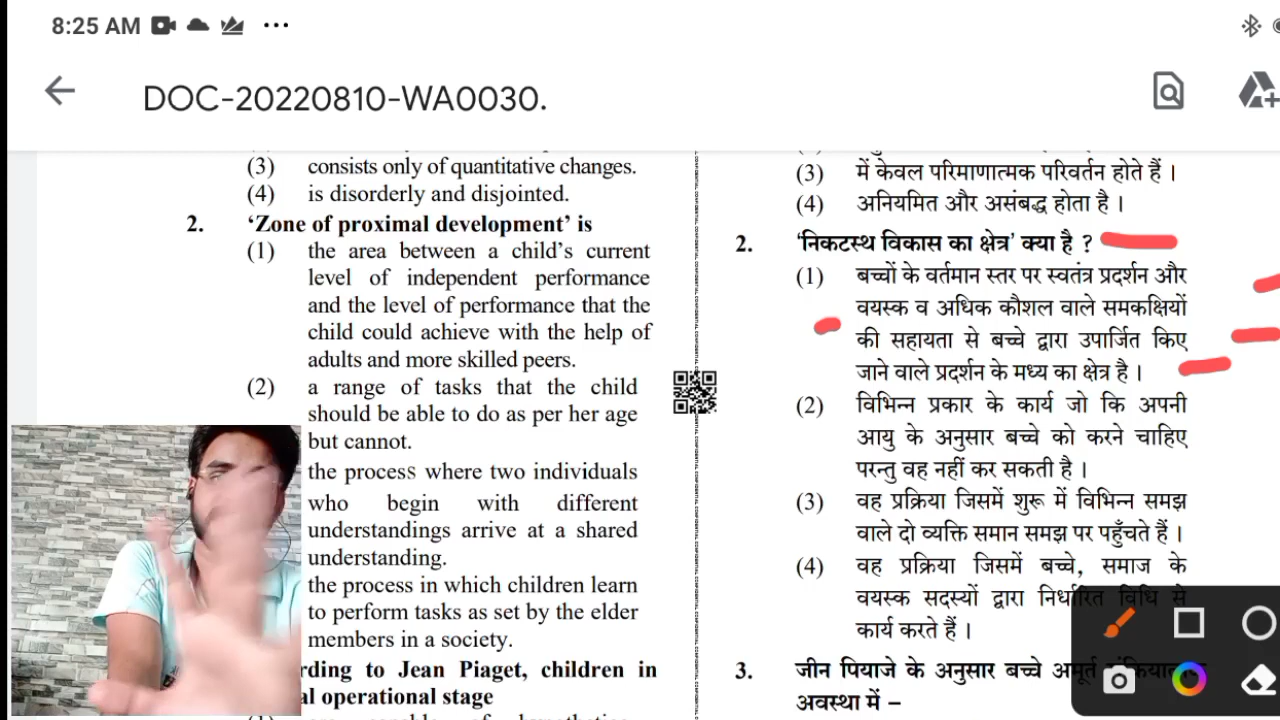 8:25 AM
DOC-20220810-WA0030.
(3) consists only of quantitative changes.
(4) is disorderly and disjointed.
2. ‘Zone of proximal development’ is
(1) the area between a child’s current
level of independent performance
and the level of performance that the
child could achieve with the help of
adults and more skilled peers.
(2) a range of tasks that the child
should be able to do as per her age
but cannot.
the process where two individuals
who begin with different
understandings arrive at a shared
understanding.
the process in which children learn
to perform tasks as set by the elder
members in a society.
to Jean Piaget, children in
operational stage
(3) में केवल परिमाणात्मक परिवर्तन होते हैं ।
(4) अनियमित और असंबद्ध होता है ।
2. ‘निकटस्थ विकास का क्षेत्र’ क्या है ?
(1) बच्चों के वर्तमान स्तर पर स्वतंत्र प्रदर्शन और
वयस्क व अधिक कौशल वाले समकक्षियों
की सहायता से बच्चे द्वारा उपार्जित किए
जाने वाले प्रदर्शन के मध्य का क्षेत्र है ।
(2) विभिन्न प्रकार के कार्य जो कि अपनी
आयु के अनुसार बच्चे को करने चाहिए
परन्तु वह नहीं कर सकती है ।
(3) वह प्रक्रिया जिसमें शुरू में विभिन्न समझ
वाले दो व्यक्ति समान समझ पर पहुँचते हैं ।
(4) वह प्रक्रिया जिसमें बच्चे, समाज के
वयस्क सदस्यों द्वारा निर्धारित विधि से
कार्य करते हैं ।
3. जीन पियाजे के अनुसार बच्चे अमूर्त
अवस्था में –